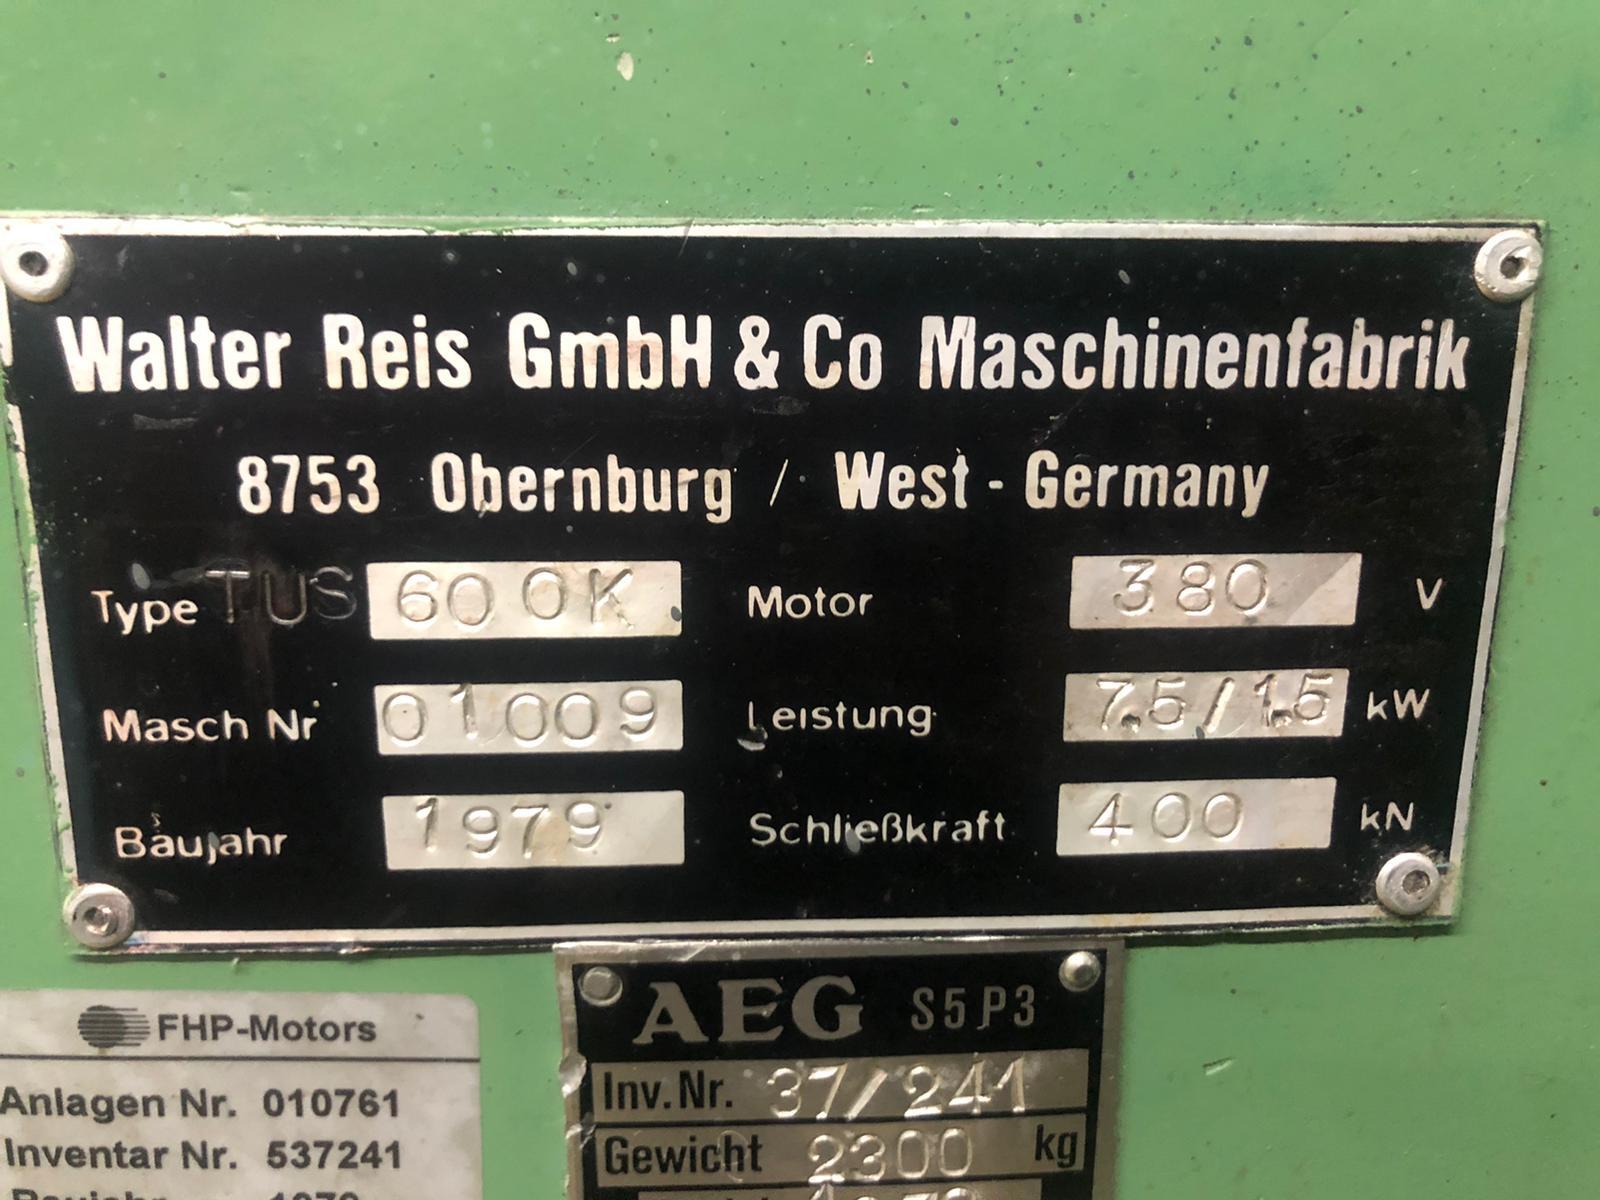 Walter Reis GmbH & Co Maschinenfabrik
8753 Obernburg / West - Germany
Type TUS 600K Motor 380 V
Masch Nr 01009 Leistung 7.5/1.5 kW
Baujahr 1979 Schließkraft 400 kN
FHP-Motors
Anlagen Nr. 010761
Inventar Nr. 537241
Baujahr 1979
AEG S5P3
Inv.Nr. 37/241
Gewicht 2300 kg